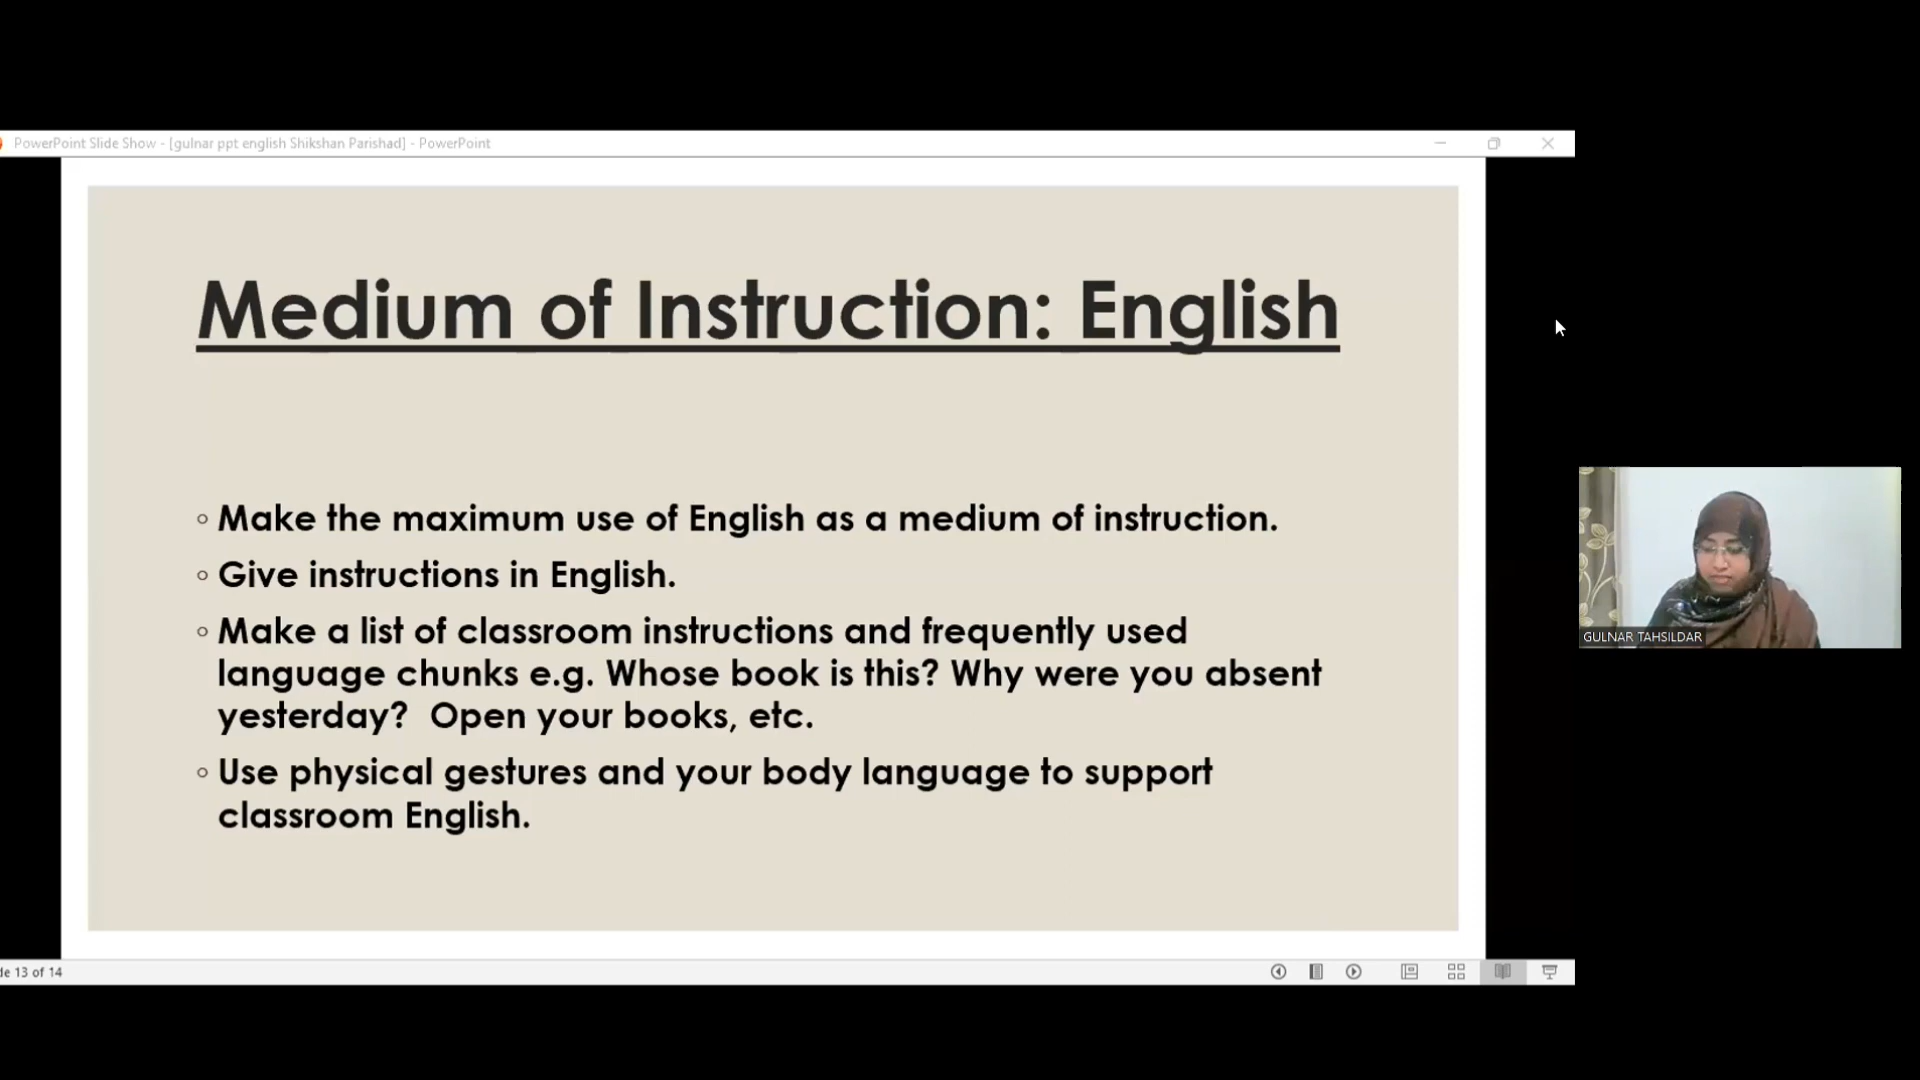 PowerPoint Slide Show - [gulnar ppt english Shikshan Parishad] - PowerPoint
Medium of Instruction: English
Make the maximum use of English as a medium of instruction.
Give instructions in English.
Make a list of classroom instructions and frequently used
language chunks e.g. Whose book is this? Why were you absent
yesterday? Open your books, etc.
Use physical gestures and your body language to support
classroom English.
GULNAR TAHSILDAR
de 13 of 14